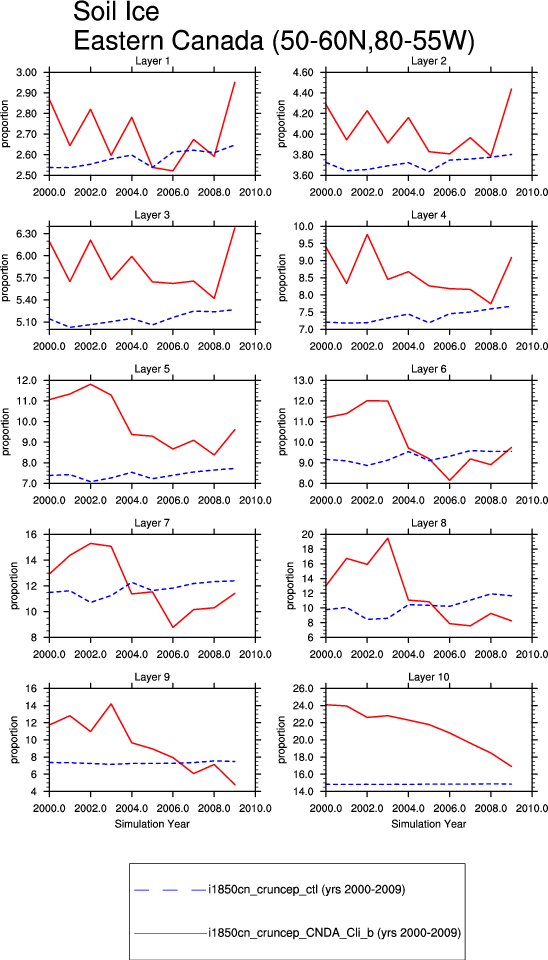 Soil Ice
Eastern Canada (50-60N,80-55W)
Layer 1
proportion
3.00
2.90
2.80
2.70
2.60
2.50
2000.0 2002.0 2004.0 2006.0 2008.0 2010.0
Layer 2
proportion
4.60
4.40
4.20
4.00
3.80
3.60
2000.0 2002.0 2004.0 2006.0 2008.0 2010.0
Layer 3
proportion
6.30
6.00
5.70
5.40
5.10
2000.0 2002.0 2004.0 2006.0 2008.0 2010.0
Layer 4
proportion
10.0
9.5
9.0
8.5
8.0
7.5
7.0
2000.0 2002.0 2004.0 2006.0 2008.0 2010.0
Layer 5
proportion
12.0
11.0
10.0
9.0
8.0
7.0
2000.0 2002.0 2004.0 2006.0 2008.0 2010.0
Layer 6
proportion
13.0
12.0
11.0
10.0
9.0
8.0
2000.0 2002.0 2004.0 2006.0 2008.0 2010.0
Layer 7
proportion
16
14
12
10
8
2000.0 2002.0 2004.0 2006.0 2008.0 2010.0
Layer 8
proportion
20
18
16
14
12
10
8
6
2000.0 2002.0 2004.0 2006.0 2008.0 2010.0
Layer 9
proportion
16
14
12
10
8
6
4
2000.0 2002.0 2004.0 2006.0 2008.0 2010.0
Simulation Year
Layer 10
proportion
26.0
24.0
22.0
20.0
18.0
16.0
14.0
2000.0 2002.0 2004.0 2006.0 2008.0 2010.0
Simulation Year
i1850cn_cruncep_ctl (yrs 2000-2009)
i1850cn_cruncep_CNDA_Cli_b (yrs 2000-2009)